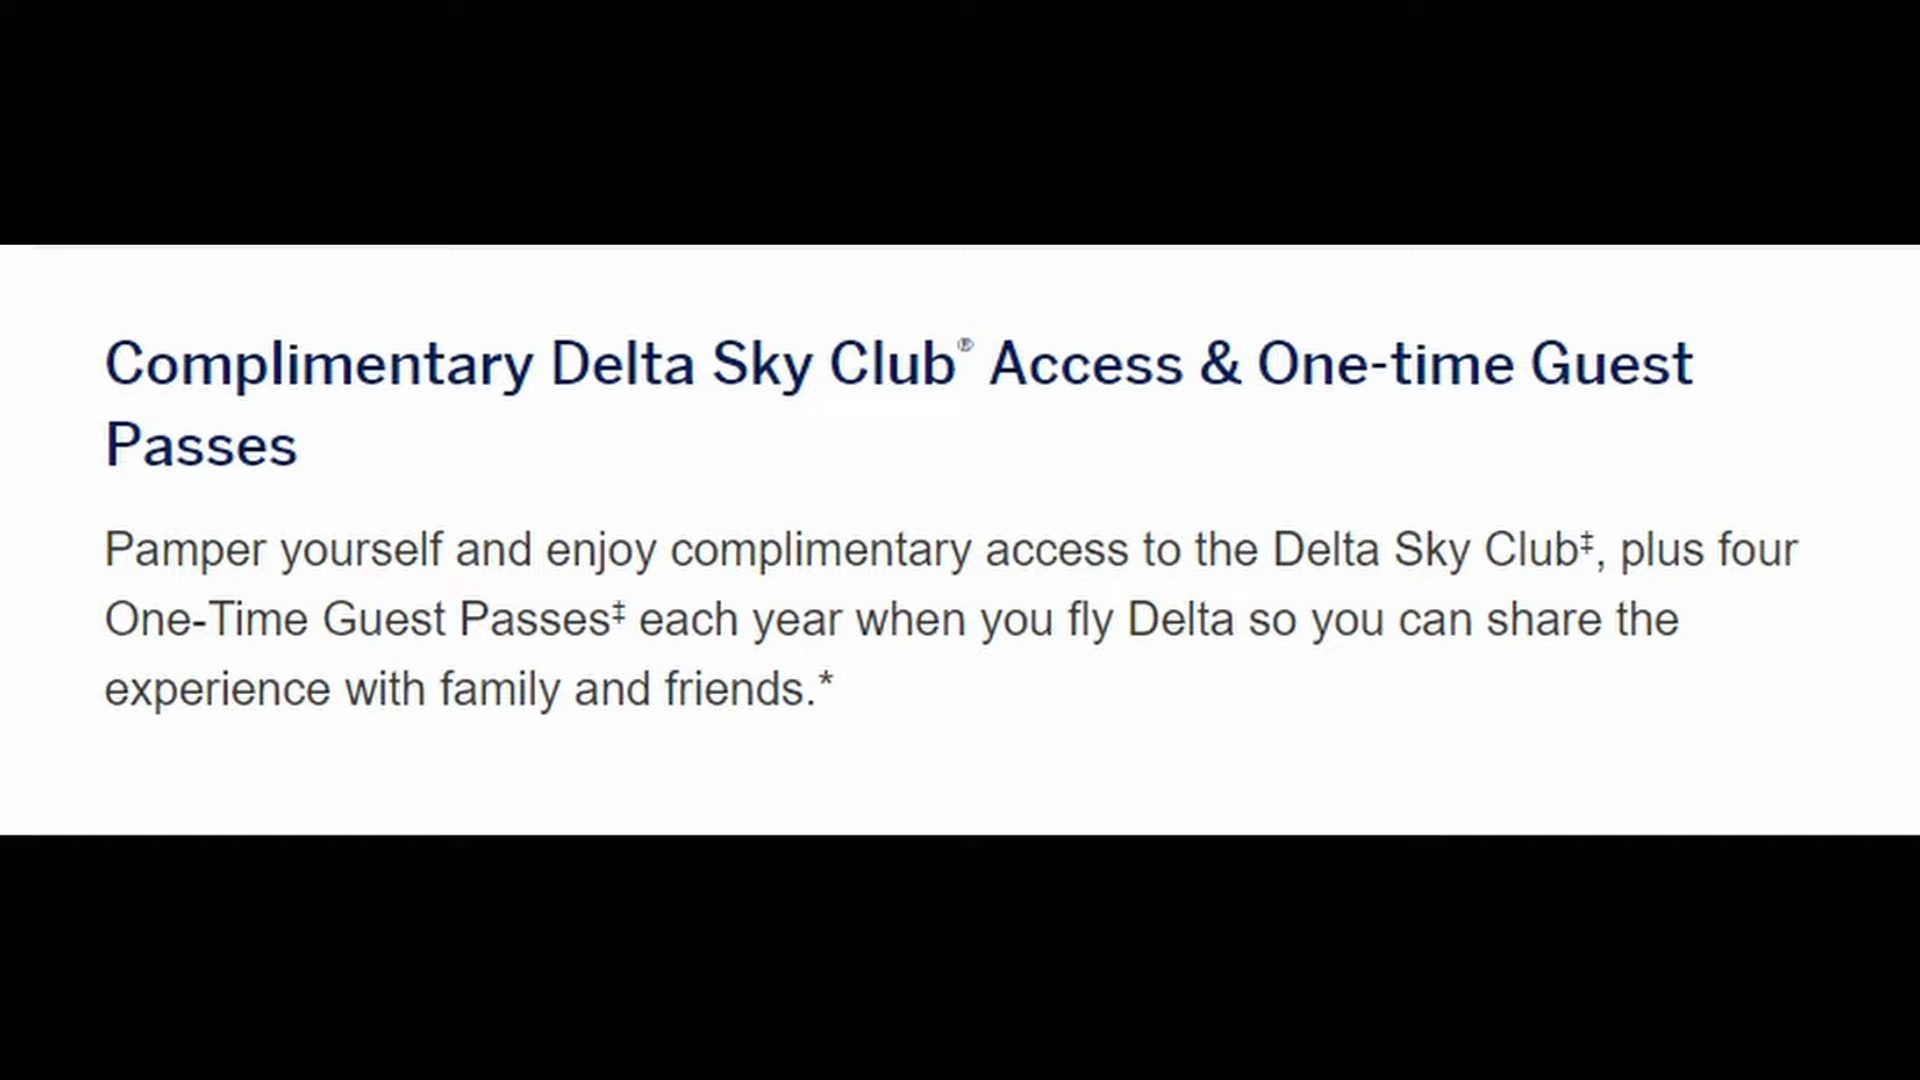 Complimentary Delta Sky Club® Access & One-time Guest
Passes
Pamper yourself and enjoy complimentary access to the Delta Sky Club‡, plus four
One-Time Guest Passes‡ each year when you fly Delta so you can share the
experience with family and friends.*